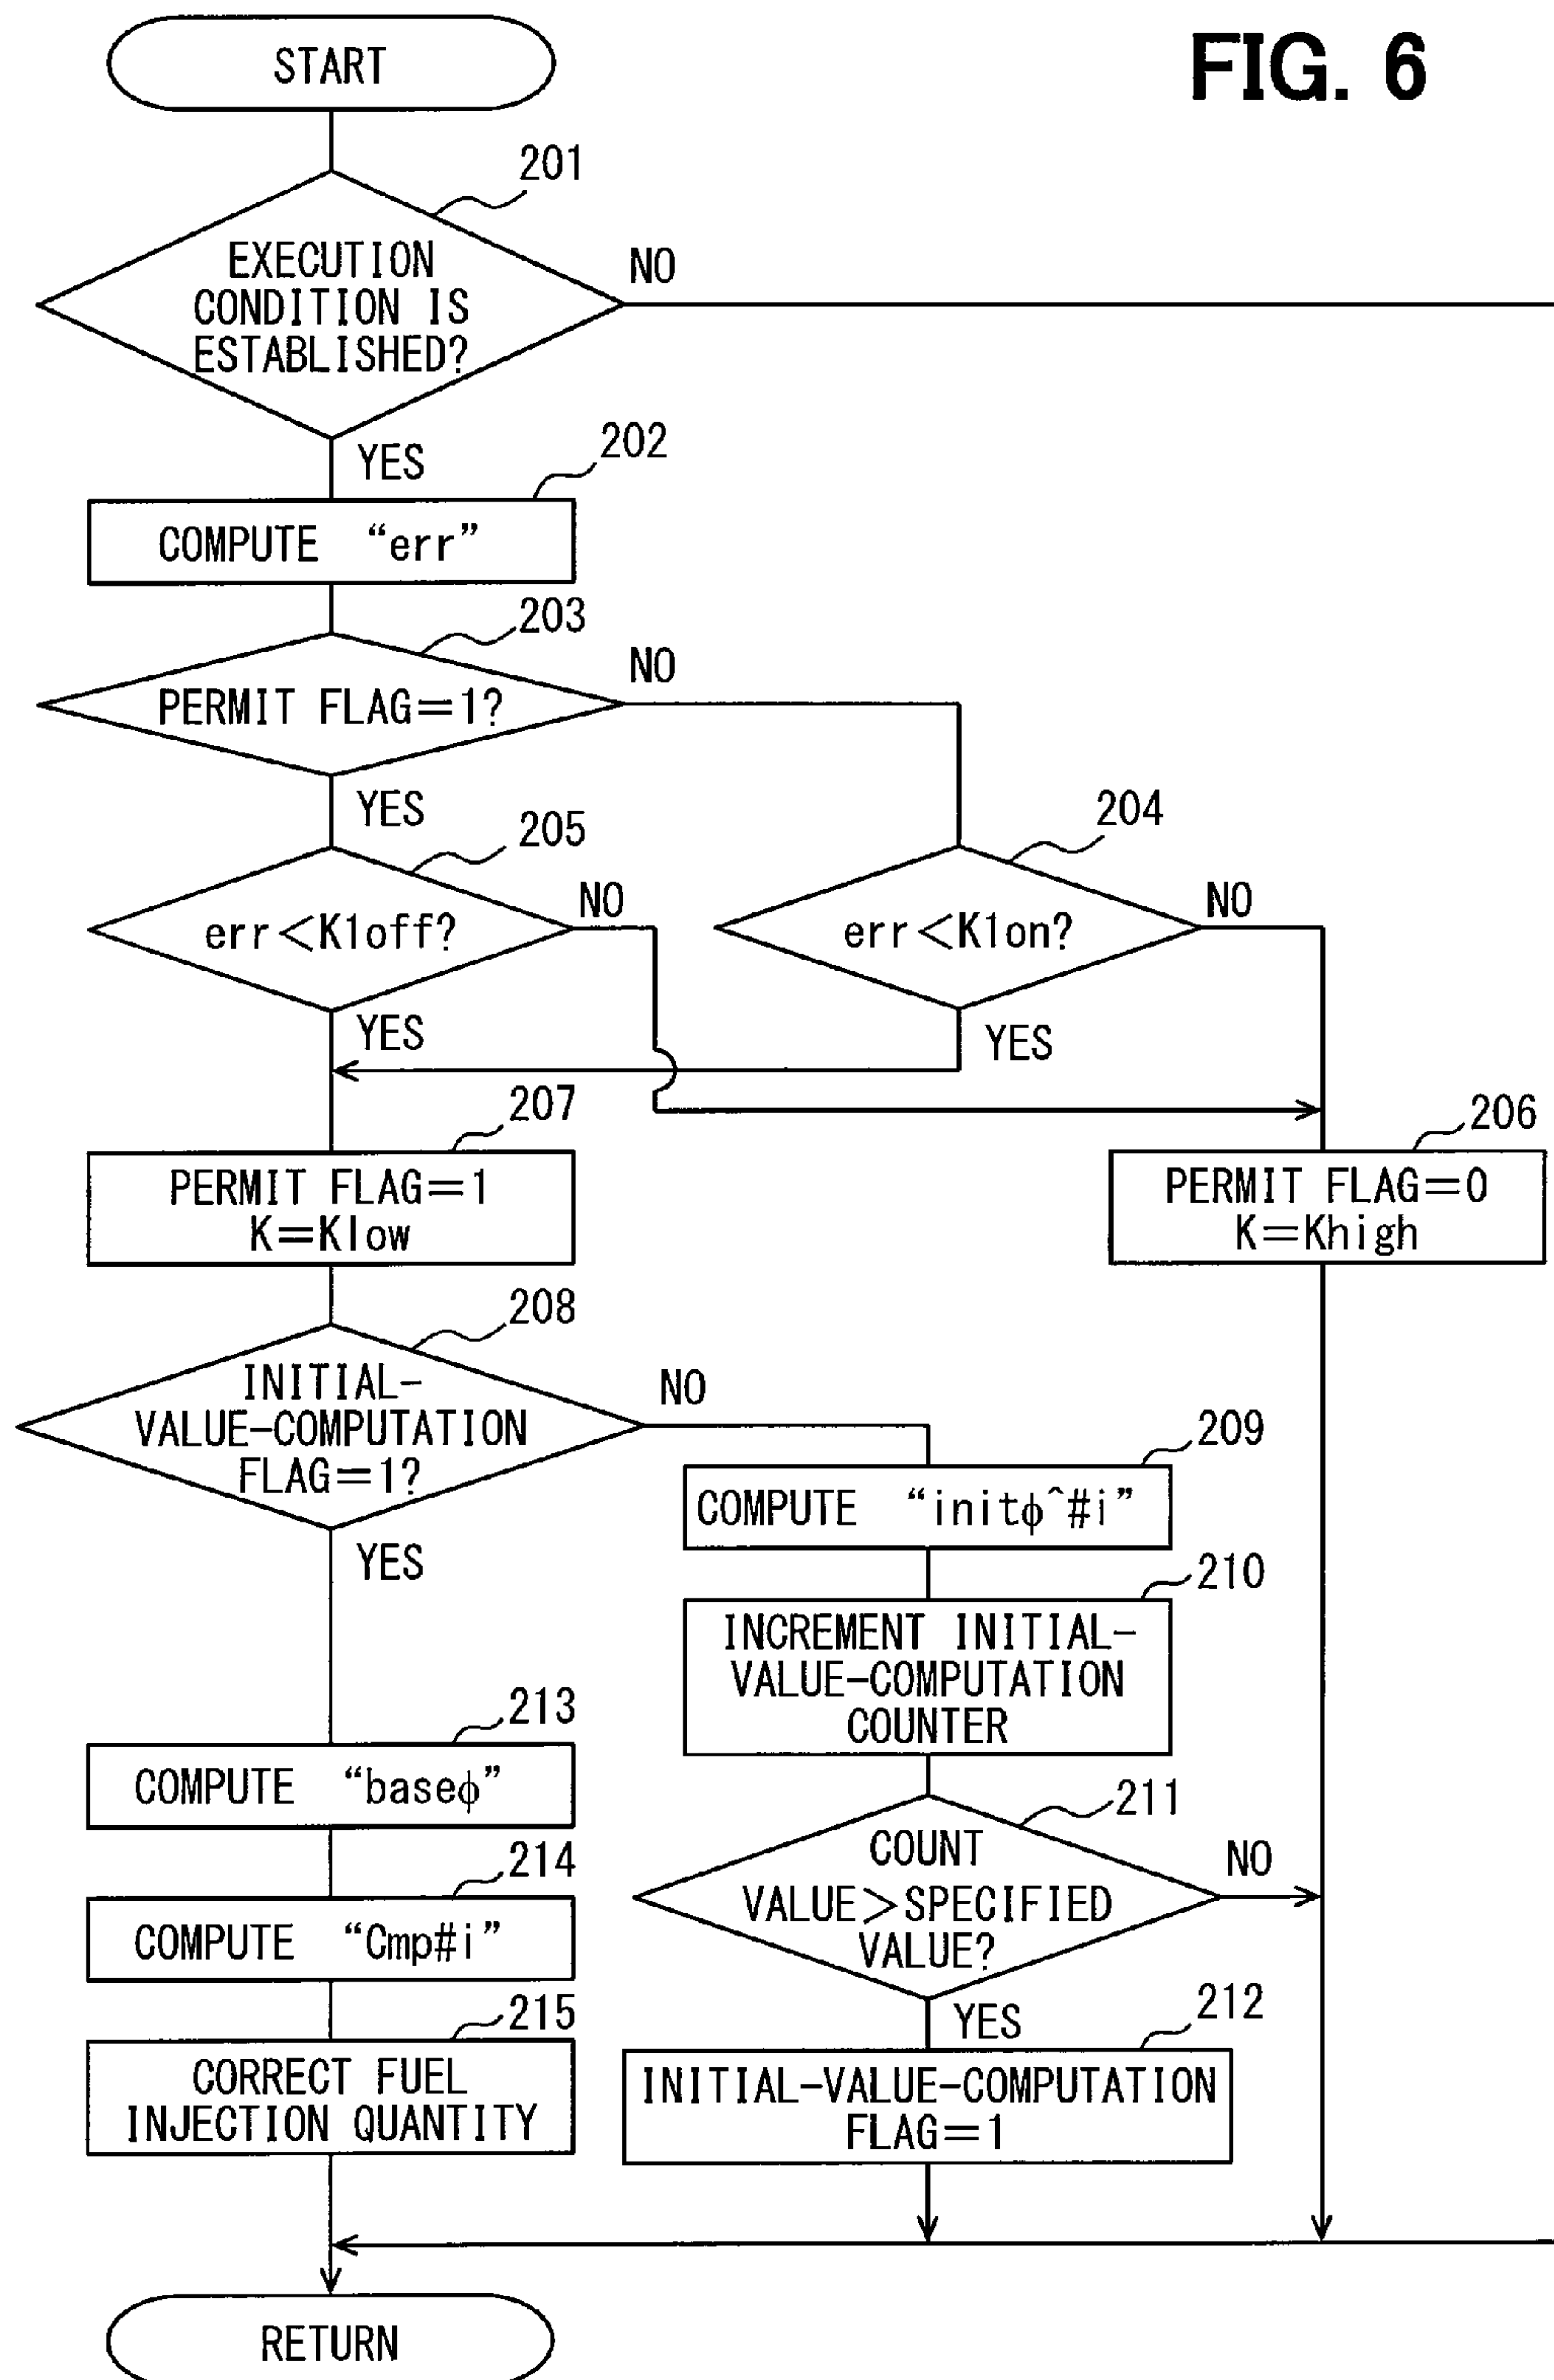 FIG. 6
START
201
EXECUTION
CONDITION IS
ESTABLISHED?
NO
YES
202
COMPUTE “err”
203
PERMIT FLAG=1?
NO
YES
205
err<K1off?
NO
YES
204
err<K1on?
NO
YES
207
PERMIT FLAG=1
K=Klow
206
PERMIT FLAG=0
K=Khigh
208
INITIAL-
VALUE-COMPUTATION
FLAG=1?
NO
YES
209
COMPUTE “initϕ^#i”
210
INCREMENT INITIAL-
VALUE-COMPUTATION
COUNTER
211
COUNT
VALUE>SPECIFIED
VALUE?
NO
YES
212
INITIAL-VALUE-COMPUTATION
FLAG=1
213
COMPUTE “baseϕ”
214
COMPUTE “Cmp#i”
215
CORRECT FUEL
INJECTION QUANTITY
RETURN